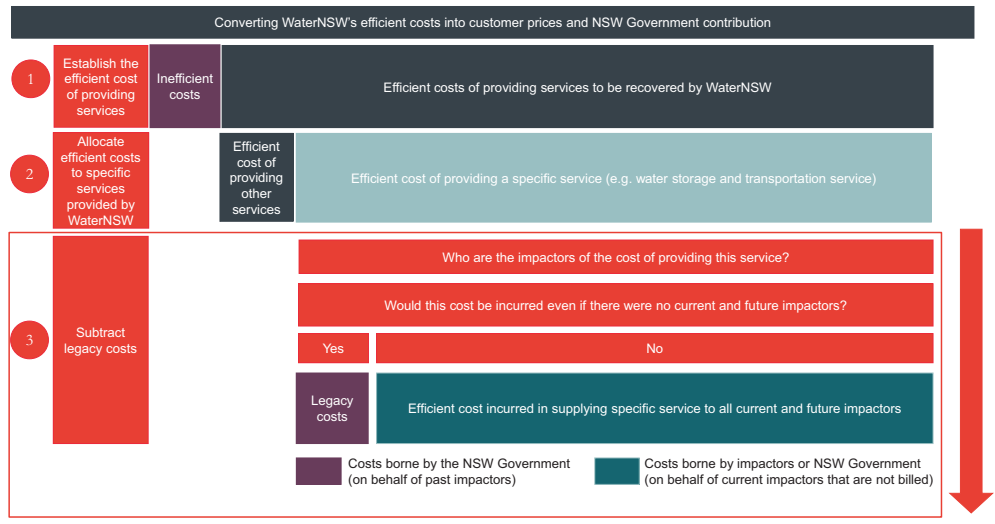 Converting WaterNSW's efficient costs into customer prices and NSW Government contribution
1
Establish the
efficient cost
of providing
services
Inefficient
costs
Efficient costs of providing services to be recovered by WaterNSW
2
Allocate
efficient costs
to specific
services
provided by
WaterNSW
Efficient
cost of
providing
other
services
Efficient cost of providing a specific service (e.g. water storage and transportation service)
3
Subtract
legacy costs
Who are the impactors of the cost of providing this service?
Would this cost be incurred even if there were no current and future impactors?
Yes
No
Legacy
costs
Efficient cost incurred in supplying specific service to all current and future impactors
Costs borne by the NSW Government
(on behalf of past impactors)
Costs borne by impactors or NSW Government
(on behalf of current impactors that are not billed)